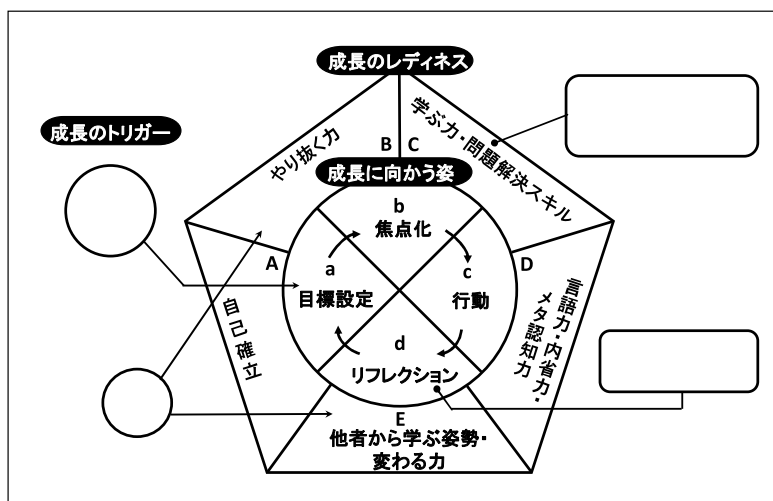 成長のレディネス
成長のトリガー
やり抜く力
B
C
学ぶ力・問題解決スキル
成長に向かう姿
b
焦点化
A
a
目標設定
c
行動
D
d
リフレクション
自己確立
言語力・内省力・
メタ認知力
E
他者から学ぶ姿勢・
変わる力